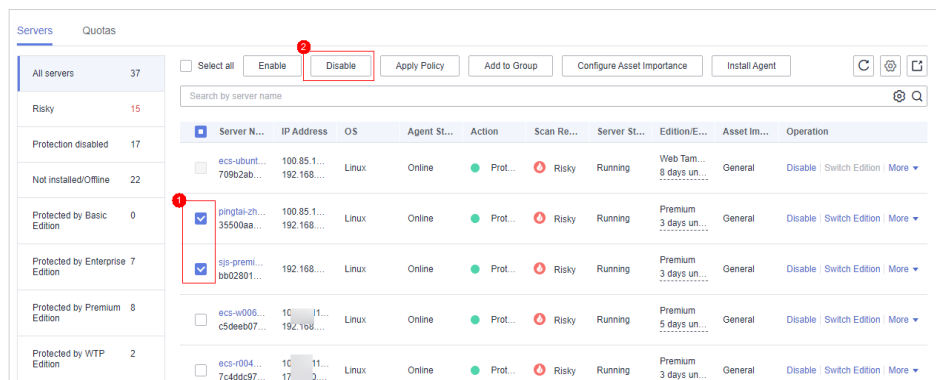 Servers Quotas
2
All servers 37
Select all Enable Disable Apply Policy Add to Group Configure Asset Importance Install Agent
Search by server name
Risky 15
Server N... IP Address OS Agent St... Action Scan Re... Server St... Edition/E... Asset Im... Operation
Protection disabled 17
ecs-ubunt... 100.85.1... Linux Online Prot... Risky Running Web Tam... General Disable Switch Edition More
709b2ab... 192.168.... 8 days un...
Not installed/Offline 22
1
Protected by Basic 0
Edition
pingtai-zh... 100.85.1... Linux Online Prot... Risky Running Premium General Disable Switch Edition More
35500aa... 192.168.... 3 days un...
Protected by Enterprise 7
Edition
sjs-premi... 192.168.... Linux Online Prot... Risky Running Premium General Disable Switch Edition More
bb02801... 3 days un...
Protected by Premium 8
Edition
ecs-w006... Linux Online Prot... Risky Running Premium General Disable Switch Edition More
c5deeb07... 192.168.... 5 days un...
Protected by WTP 2
Edition
ecs-r004... Linux Online Prot... Risky Running Premium General Disable Switch Edition More
7c4ddc97... 3 days un...